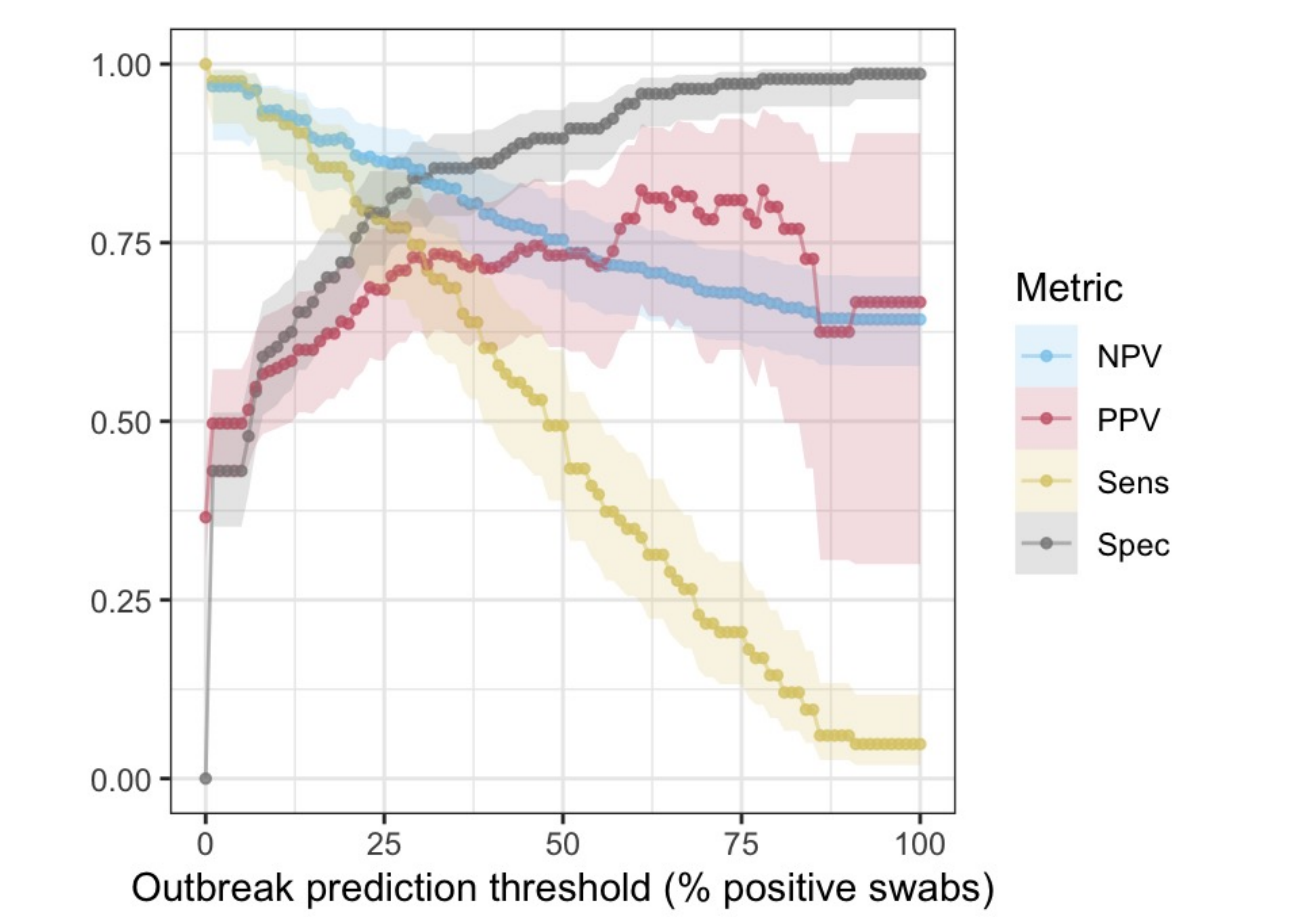 1.00
0.75
0.50
0.25
0.00
0
25
50
75
100
Outbreak prediction threshold (% positive swabs)
Metric
NPV
PPV
Sens
Spec